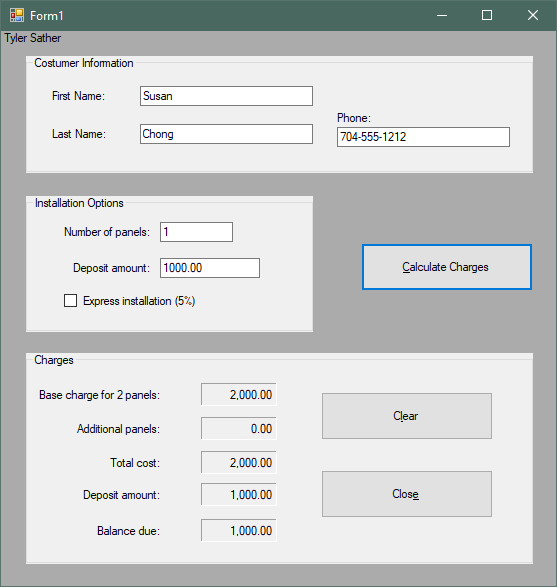 Form1
Tyler Sather
Costumer Information
First Name: Susan
Phone:
Last Name: Chong
704-555-1212
Installation Options
Number of panels: 1
Deposit amount: 1000.00
Calculate Charges
Express installation (5%)
Charges
Base charge for 2 panels: 2,000.00
Clear
Additional panels: 0.00
Total cost: 2,000.00
Deposit amount: 1,000.00
Close
Balance due: 1,000.00